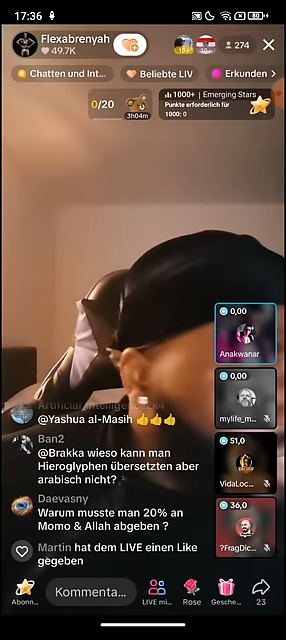 17:36
80
Flexabrenyah
49.7K
274
Chatten und Int...
Beliebte LIV
Erkunden
0/20
3h04m
1000+ | Emerging Stars
Punkte erforderlich für
1000: 0
0,00
Anakwanar
0,00
mylife_m...
51,0
VidaLoc...
36,0
?FragDic...
@Yashua al-Masih 👍👍👍
Ban2
@Brakka wieso kann man
Hieroglyphen übersetzten aber
arabisch nicht?
Daevasny
Warum musste man 20% an
Momo & Allah abgeben ?
Martin hat dem LIVE einen Like
gegeben
Abonn...
Kommenta...
LIVE mi...
Rose
Gesche...
23